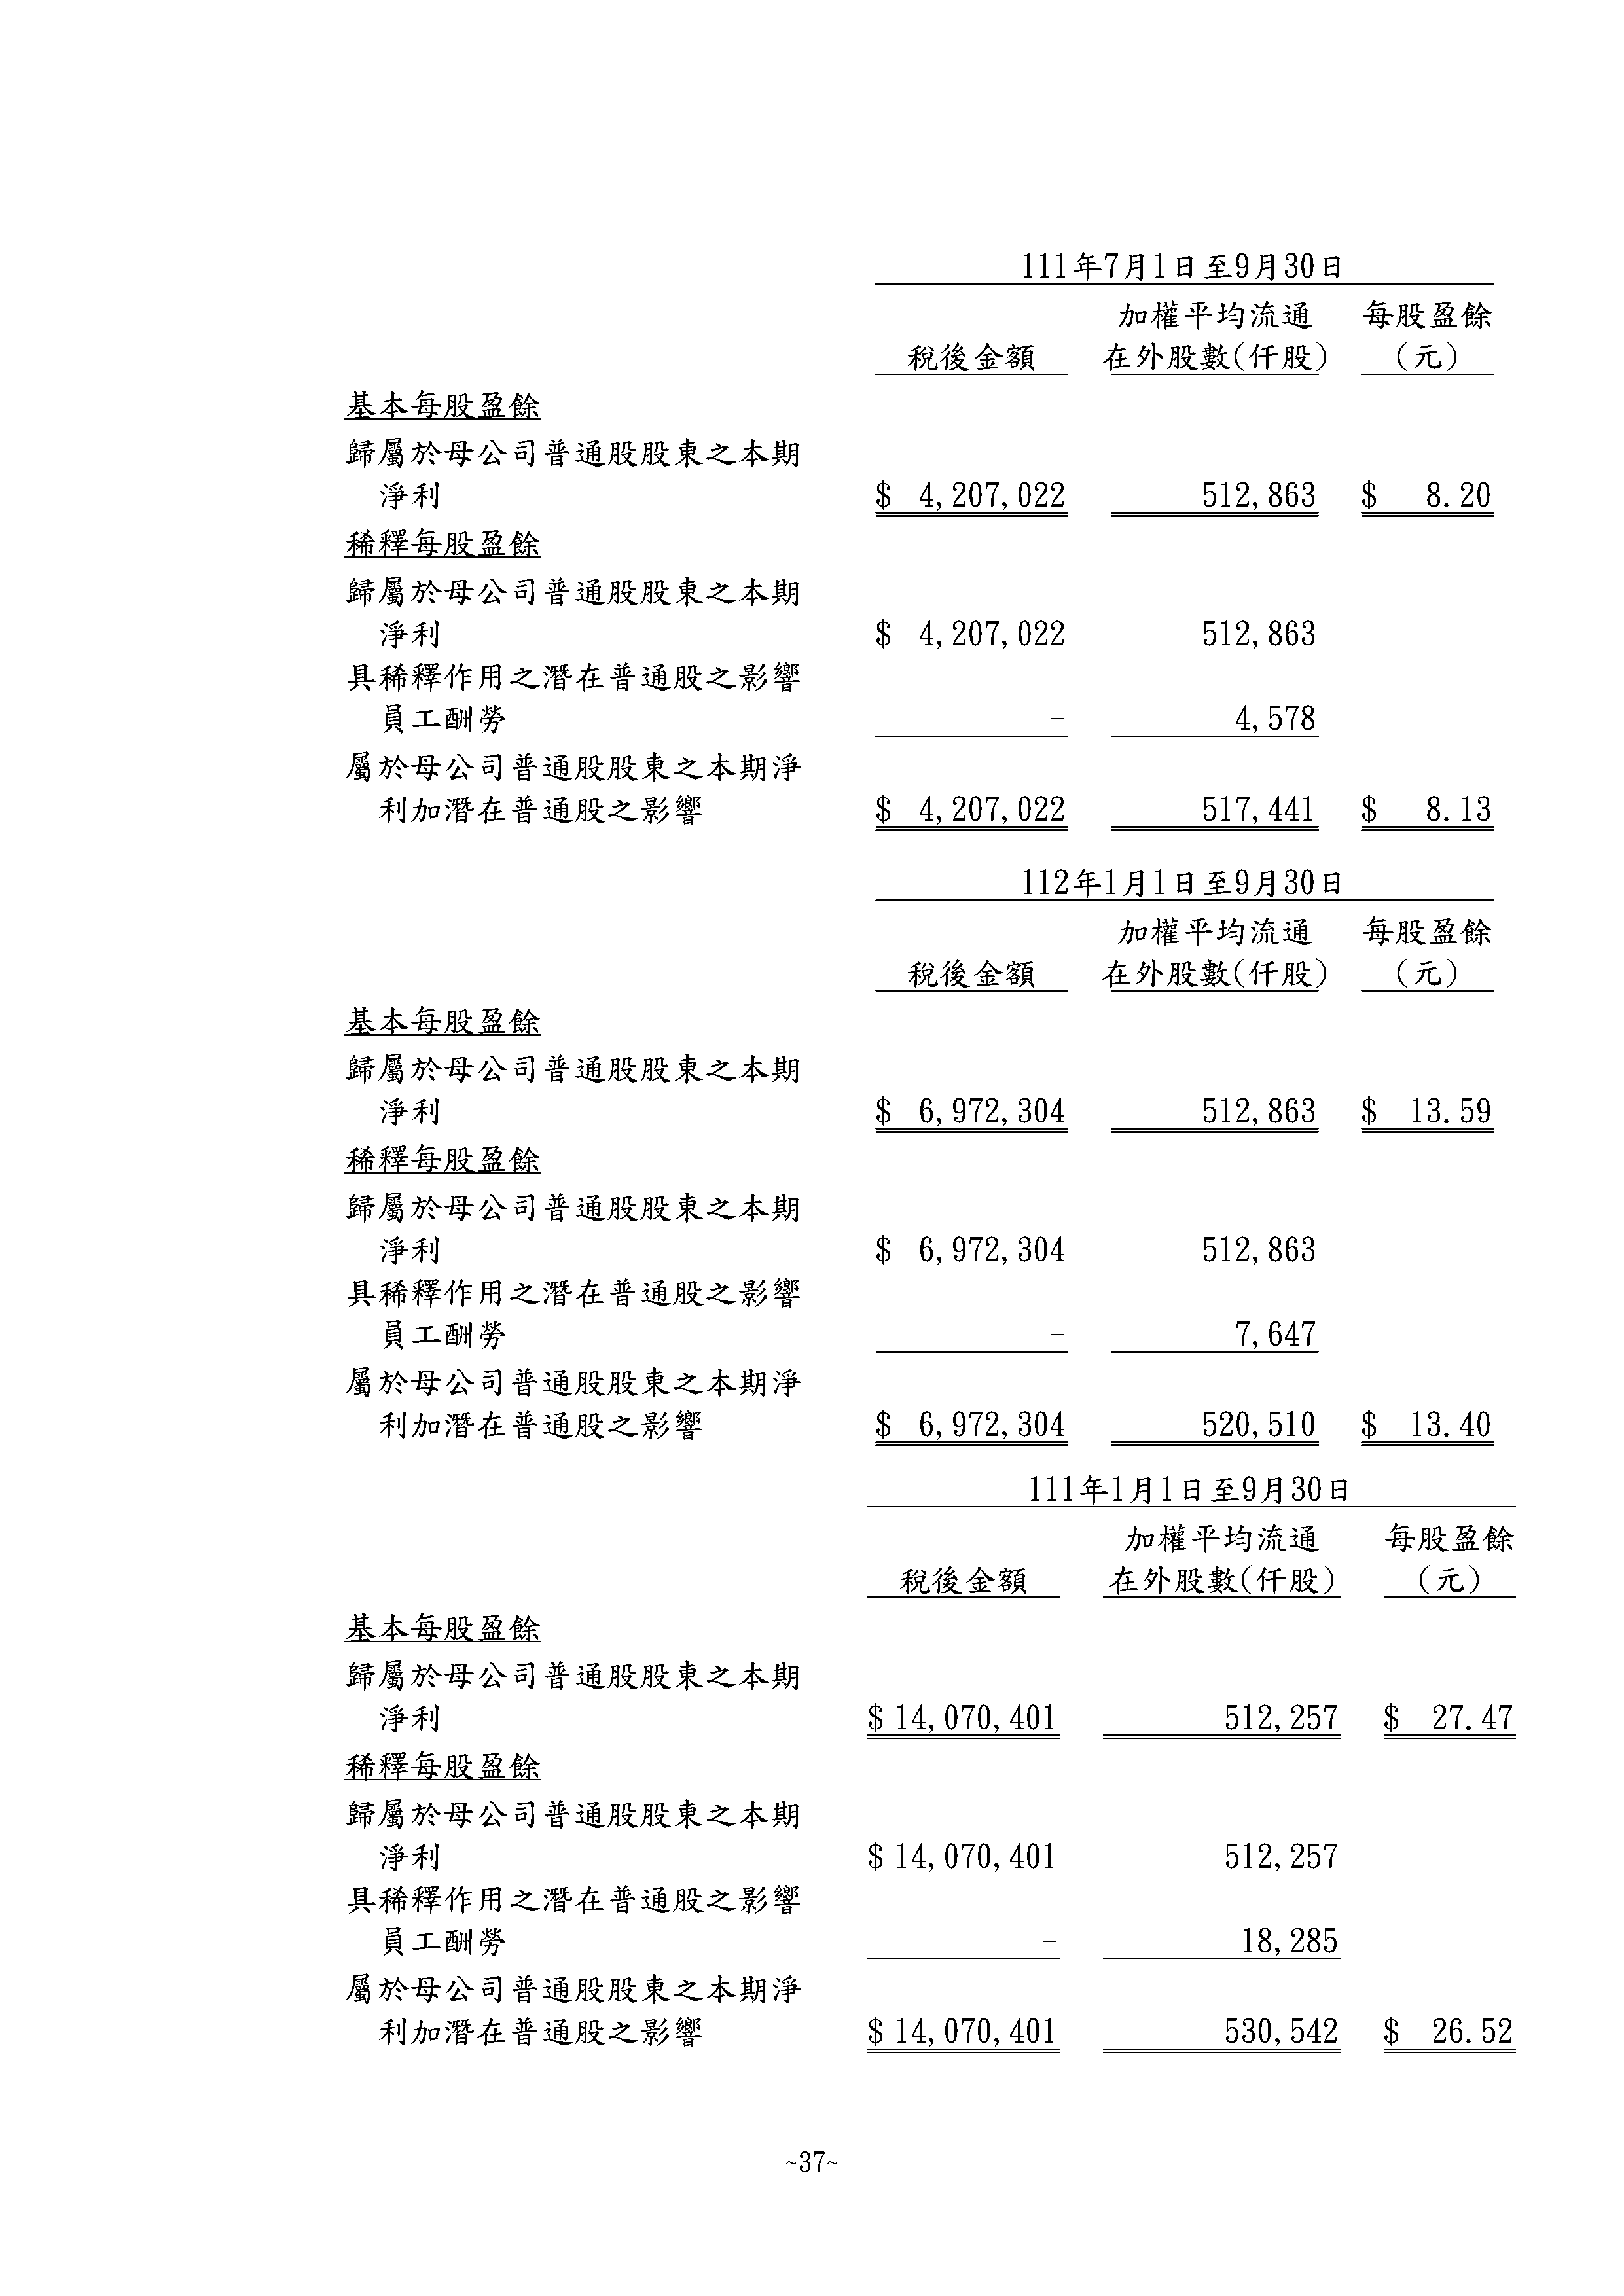 111年7月1日至9月30日
加權平均流通 每股盈餘
稅後金額 在外股數(仟股) (元)
基本每股盈餘
歸屬於母公司普通股股東之本期
淨利 $ 4,207,022 512,863 $ 8.20
稀釋每股盈餘
歸屬於母公司普通股股東之本期
淨利 $ 4,207,022 512,863
具稀釋作用之潛在普通股之影響
員工酬勞 - 4,578
屬於母公司普通股股東之本期淨
利加潛在普通股之影響 $ 4,207,022 517,441 $ 8.13
112年1月1日至9月30日
加權平均流通 每股盈餘
稅後金額 在外股數(仟股) (元)
基本每股盈餘
歸屬於母公司普通股股東之本期
淨利 $ 6,972,304 512,863 $ 13.59
稀釋每股盈餘
歸屬於母公司普通股股東之本期
淨利 $ 6,972,304 512,863
具稀釋作用之潛在普通股之影響
員工酬勞 - 7,647
屬於母公司普通股股東之本期淨
利加潛在普通股之影響 $ 6,972,304 520,510 $ 13.40
111年1月1日至9月30日
加權平均流通 每股盈餘
稅後金額 在外股數(仟股) (元)
基本每股盈餘
歸屬於母公司普通股股東之本期
淨利 $ 14,070,401 512,257 $ 27.47
稀釋每股盈餘
歸屬於母公司普通股股東之本期
淨利 $ 14,070,401 512,257
具稀釋作用之潛在普通股之影響
員工酬勞 - 18,285
屬於母公司普通股股東之本期淨
利加潛在普通股之影響 $ 14,070,401 530,542 $ 26.52
~37~